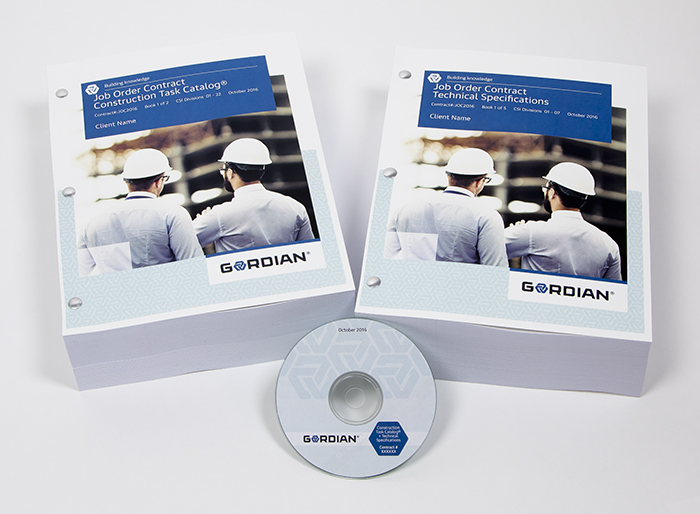 Building knowledge
Job Order Contract
Construction Task Catalog®
Contract#:JOC2016 Book 1 of 2 CSI Divisions 01 - 22 October 2016
Client Name
GORDIAN®
Building knowledge
Job Order Contract
Technical Specifications
Contract#:JOC2016 Book 1 of 3 CSI Divisions 01 - 07 October 2016
Client Name
GORDIAN®
October 2016
GORDIAN®
Construction
Task Catalog®
+ Technical
Specifications
Contract #
XXXXXX